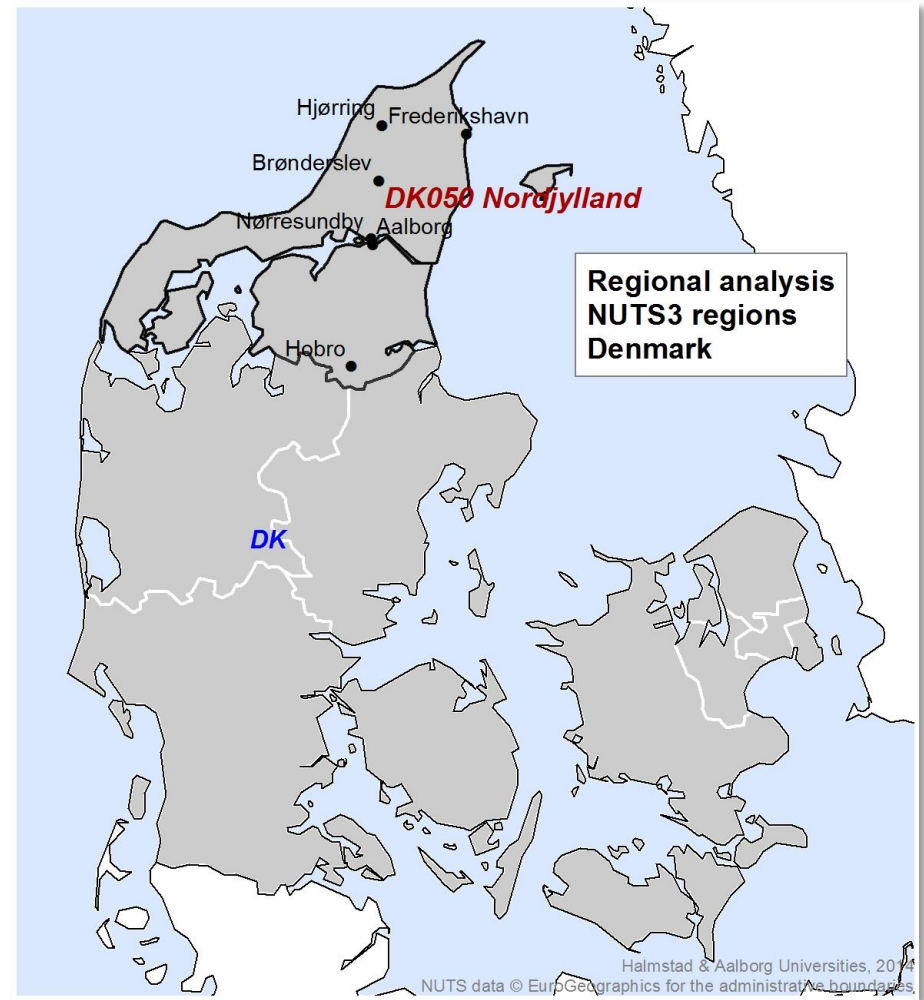 Hjørring
Frederikshavn
Brønderslev
DK050 Nordjylland
Nørresundby
Aalborg
Regional analysis
NUTS3 regions
Denmark
Hobro
DK
Halmstad & Aalborg Universities, 2014
NUTS data © EuroGeographics for the administrative boundaries